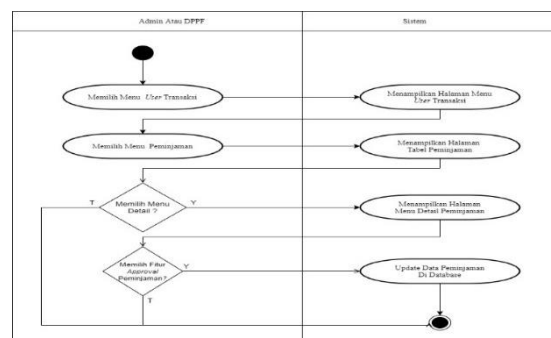 Admin Atau DPPF
Sistem
Memilih Menu User Transaksi
Menampilkan Halaman Menu
User Transaksi
Memilih Menu Peminjaman
Menampilkan Halaman
Tabel Peminjaman
Memilih Menu
Detail ?
T
Y
Menampilkan Halaman
Menu Detail Peminjaman
Memilih Fitur
Approval
Peminjaman?
Y
T
Update Data Peminjaman
Di Database